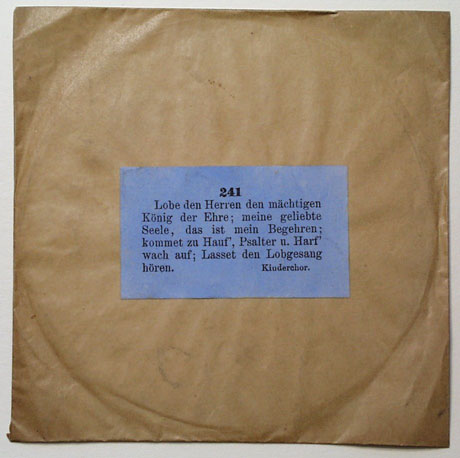 241
Lobe den Herren den mächtigen
König der Ehre; meine geliebte
Seele, das ist mein Begehren;
kommet zu Hauf', Psalter u. Harf'
wach auf; Lasset den Lobgesang
hören. Kinderchor.